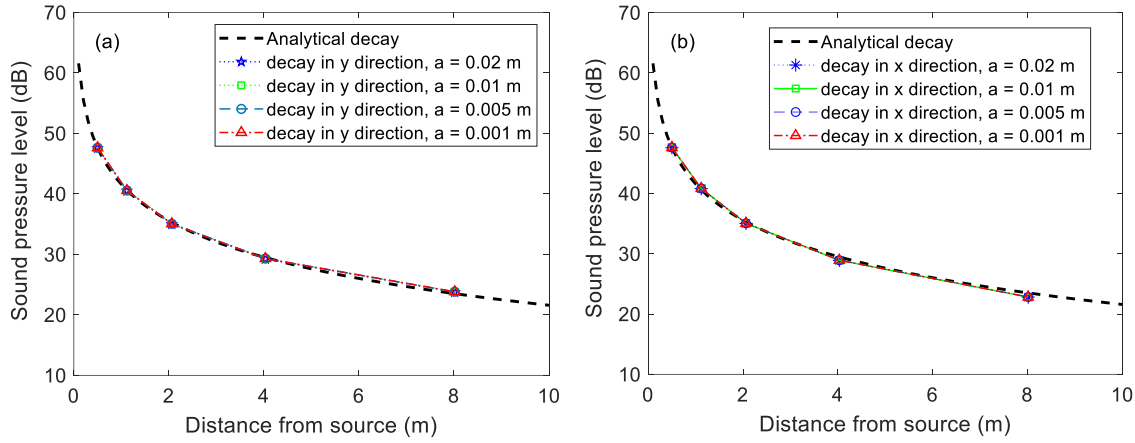 70
60
50
40
30
20
10
Sound pressure level (dB)
(a)
Analytical decay
decay in y direction, a = 0.02 m
decay in y direction, a = 0.01 m
decay in y direction, a = 0.005 m
decay in y direction, a = 0.001 m
0 2 4 6 8 10
Distance from source (m)
70
60
50
40
30
20
10
Sound pressure level (dB)
(b)
Analytical decay
decay in x direction, a = 0.02 m
decay in x direction, a = 0.01 m
decay in x direction, a = 0.005 m
decay in x direction, a = 0.001 m
0 2 4 6 8 10
Distance from source (m)